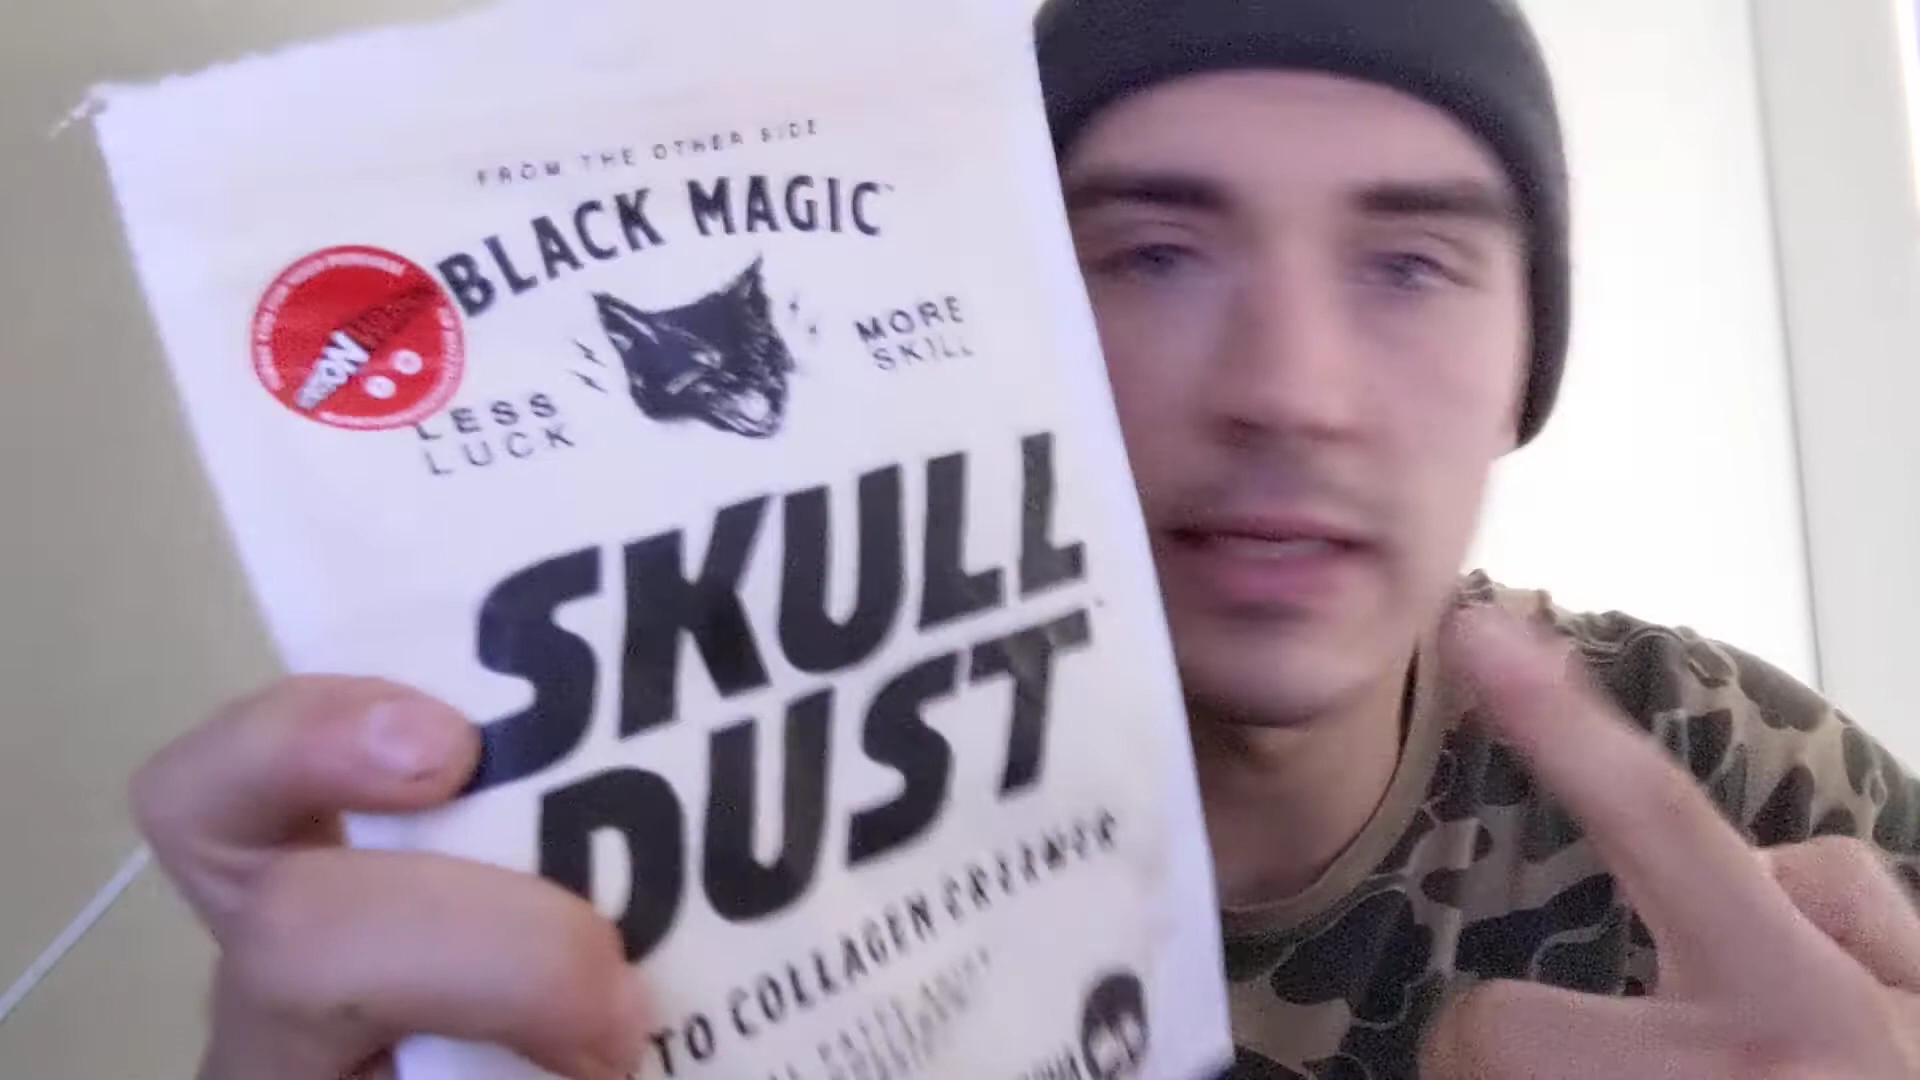 FROM THE OTHER SIDE
BLACK MAGIC
LESS
LUCK
MORE
SKILL
SKULL
DUST
TO COLLAGEN CREAMER